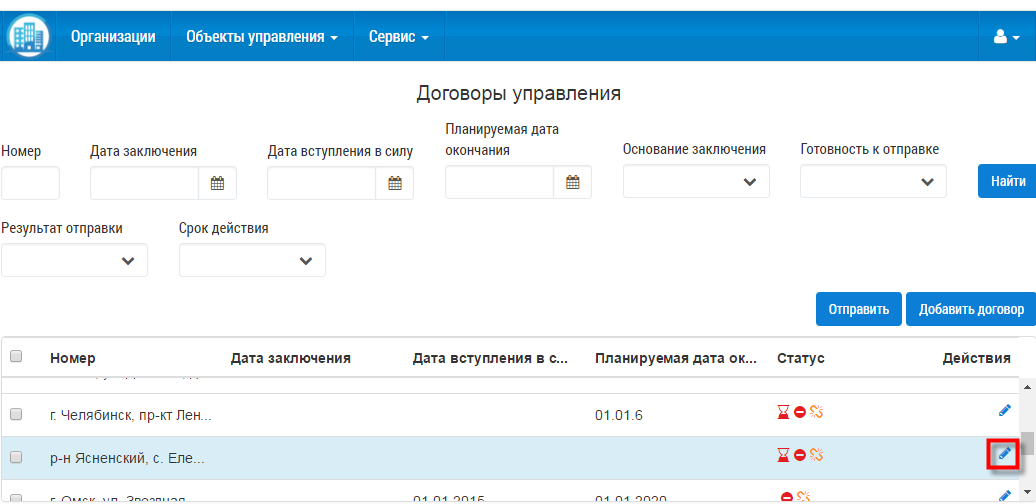 Организации Объекты управления Сервис
Договоры управления
Номер Дата заключения Дата вступления в силу Планируемая дата окончания Основание заключения Готовность к отправке
Найти
Результат отправки Срок действия
Отправить Добавить договор
Номер Дата заключения Дата вступления в с... Планируемая дата ок... Статус Действия
г. Челябинск, пр-кт Лен... 01.01.6
р-н Ясненский, с. Еле...
г. Омск, ул. Звездная 01.01.2015 01.01.2020